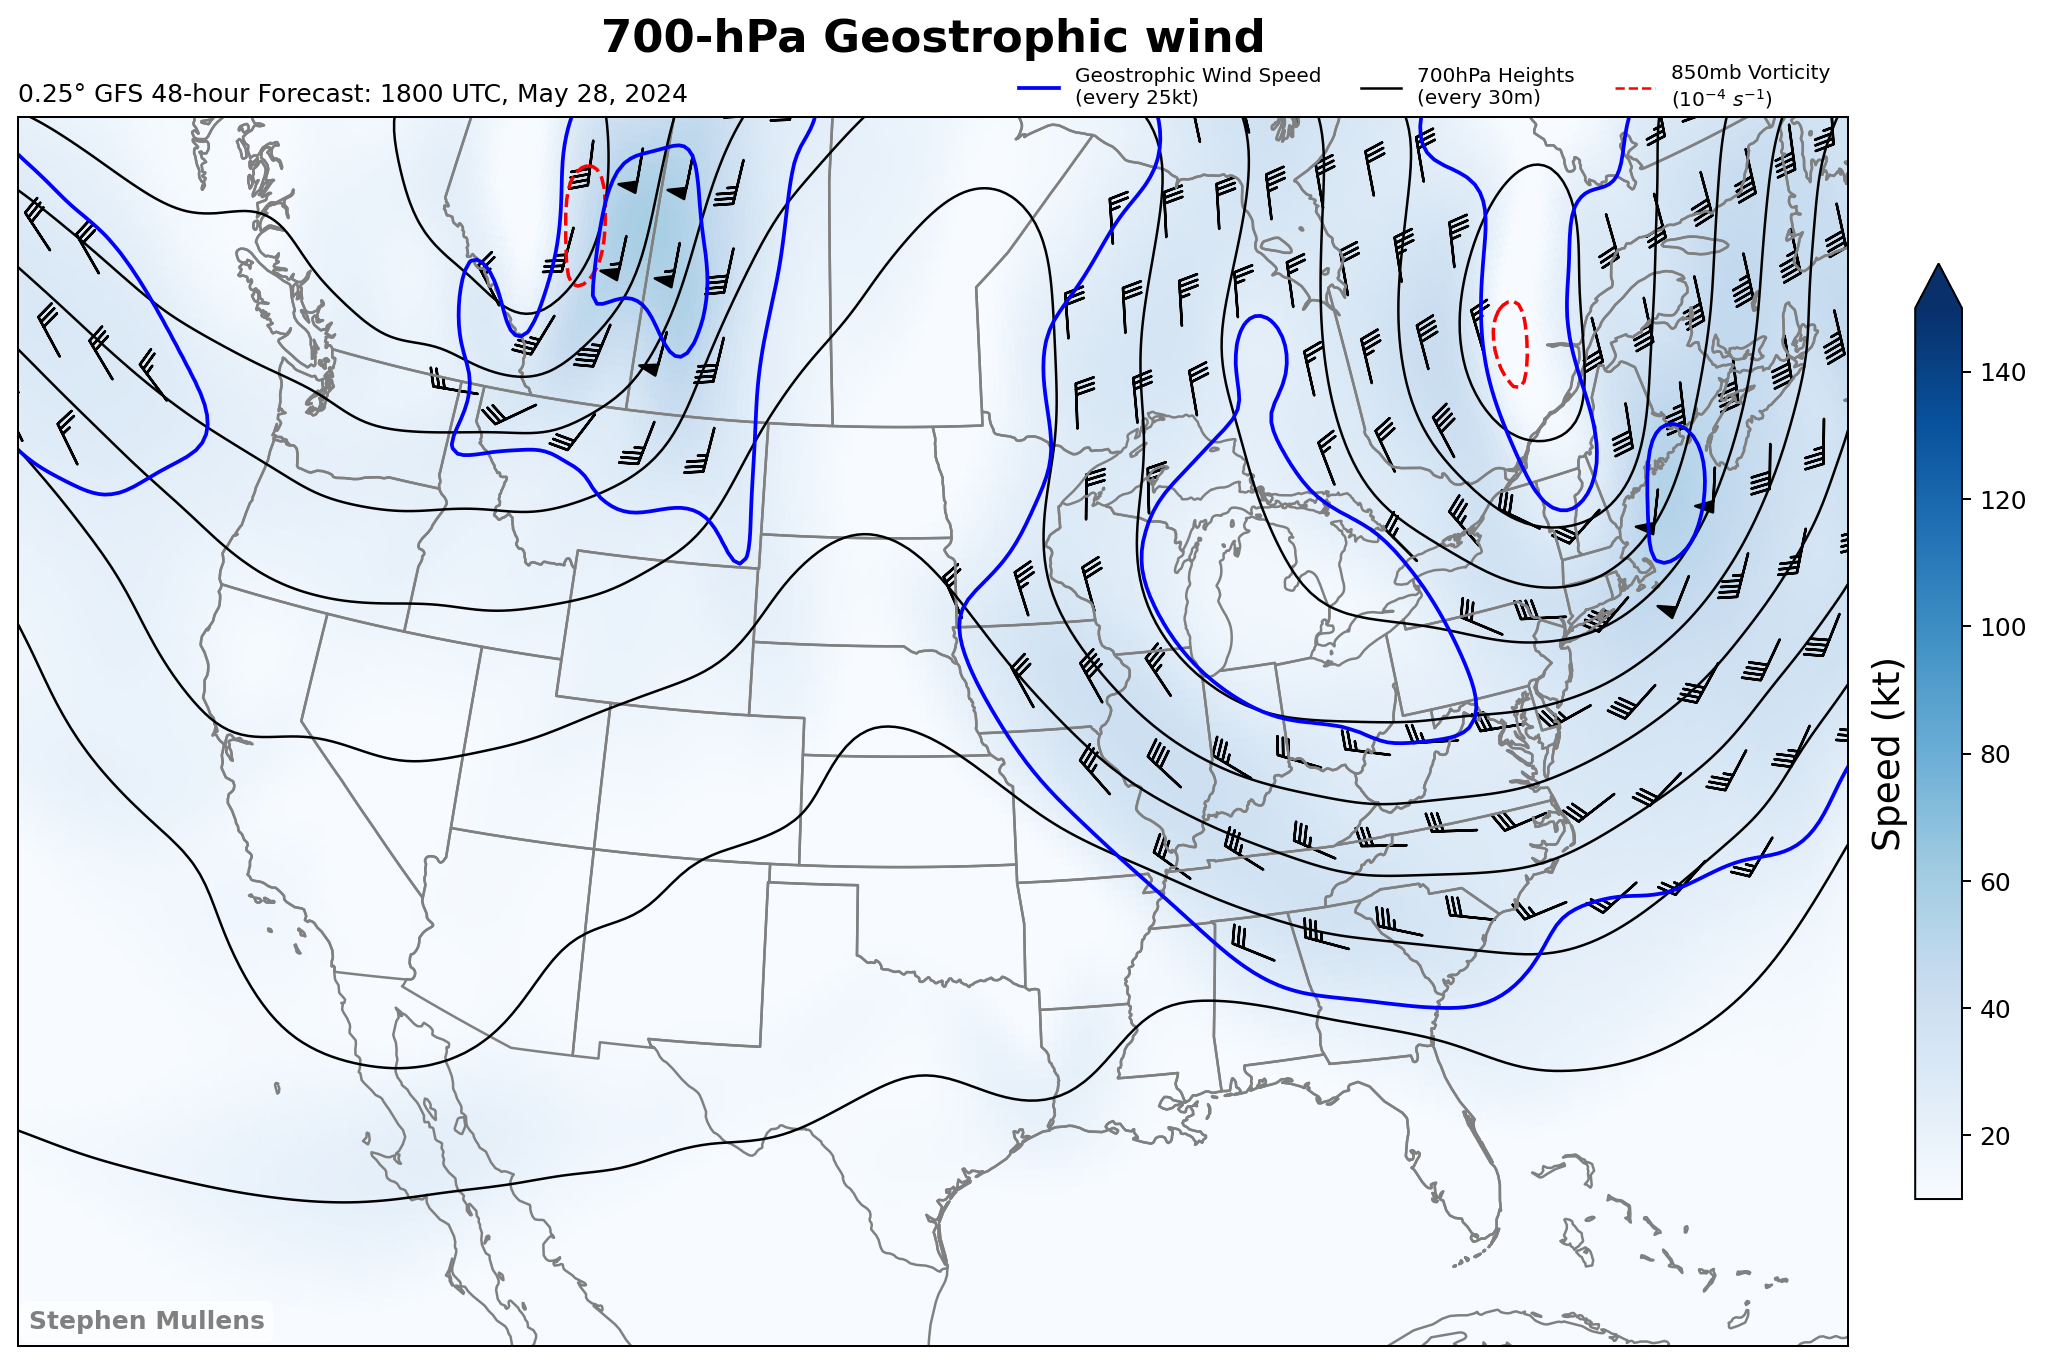 700-hPa Geostrophic wind
0.25° GFS 48-hour Forecast: 1800 UTC, May 28, 2024
Geostrophic Wind Speed
(every 25kt)
700hPa Heights
(every 30m)
850mb Vorticity
(10⁻⁴ s⁻¹)
140
120
100
80
60
40
20
Speed (kt)
Stephen Mullens